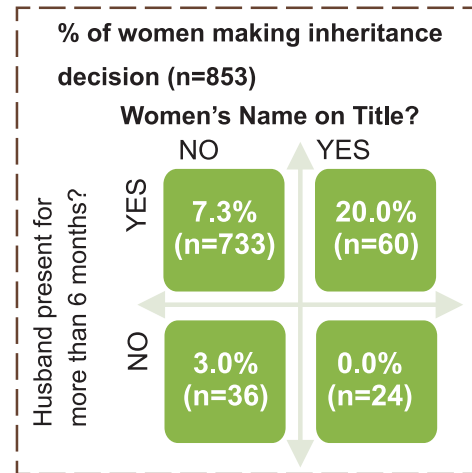 % of women making inheritance
decision (n=853)
Women's Name on Title?
NO YES
Husband present for
more than 6 months?
YES
7.3%
(n=733)
20.0%
(n=60)
NO
3.0%
(n=36)
0.0%
(n=24)